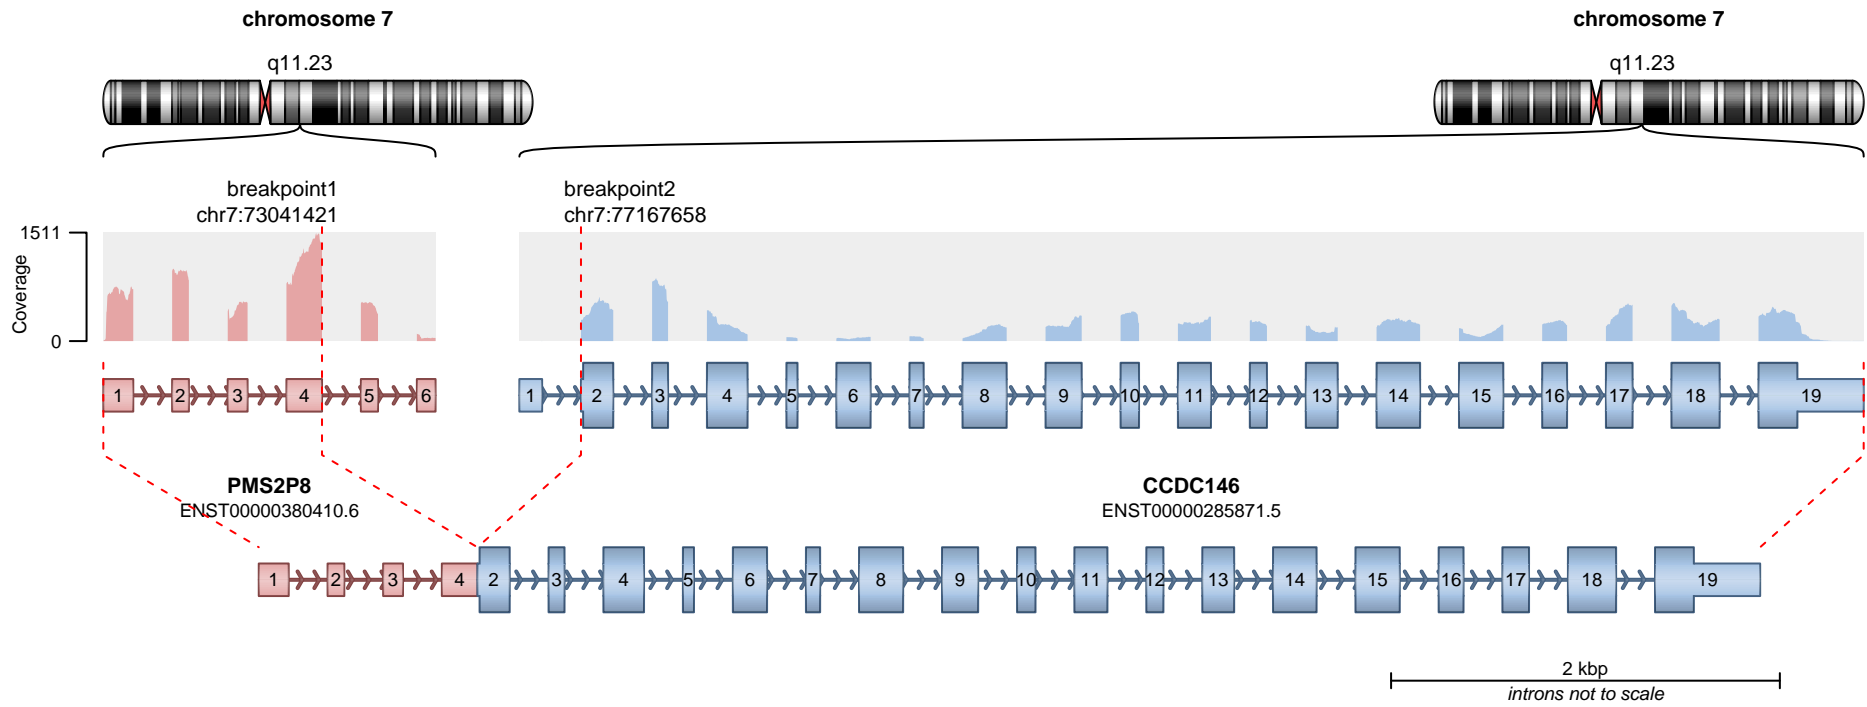 chromosome 7
chromosome 7
q11.23
q11.23
breakpoint1
chr7:73041421
breakpoint2
chr7:77167658
1511
0
Coverage
1 2 3 4 5 6
1 2 3 4 5 6 7 8 9 10 11 12 13 14 15 16 17 18 19
PMS2P8
ENST00000380410.6
CCDC146
ENST00000285871.5
1 2 3 4 2 3 4 5 6 7 8 9 10 11 12 13 14 15 16 17 18 19
2 kbp
introns not to scale